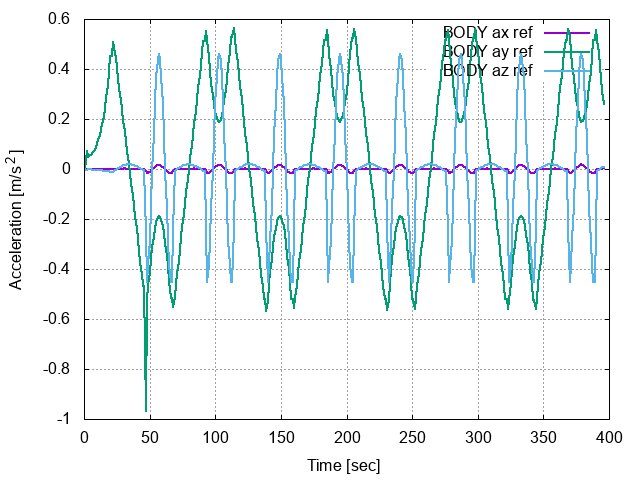 BODY ax ref
BODY ay ref
BODY az ref
0.6
0.4
0.2
0
-0.2
-0.4
-0.6
-0.8
-1
Acceleration [m/s^2]
0 50 100 150 200 250 300 350 400
Time [sec]